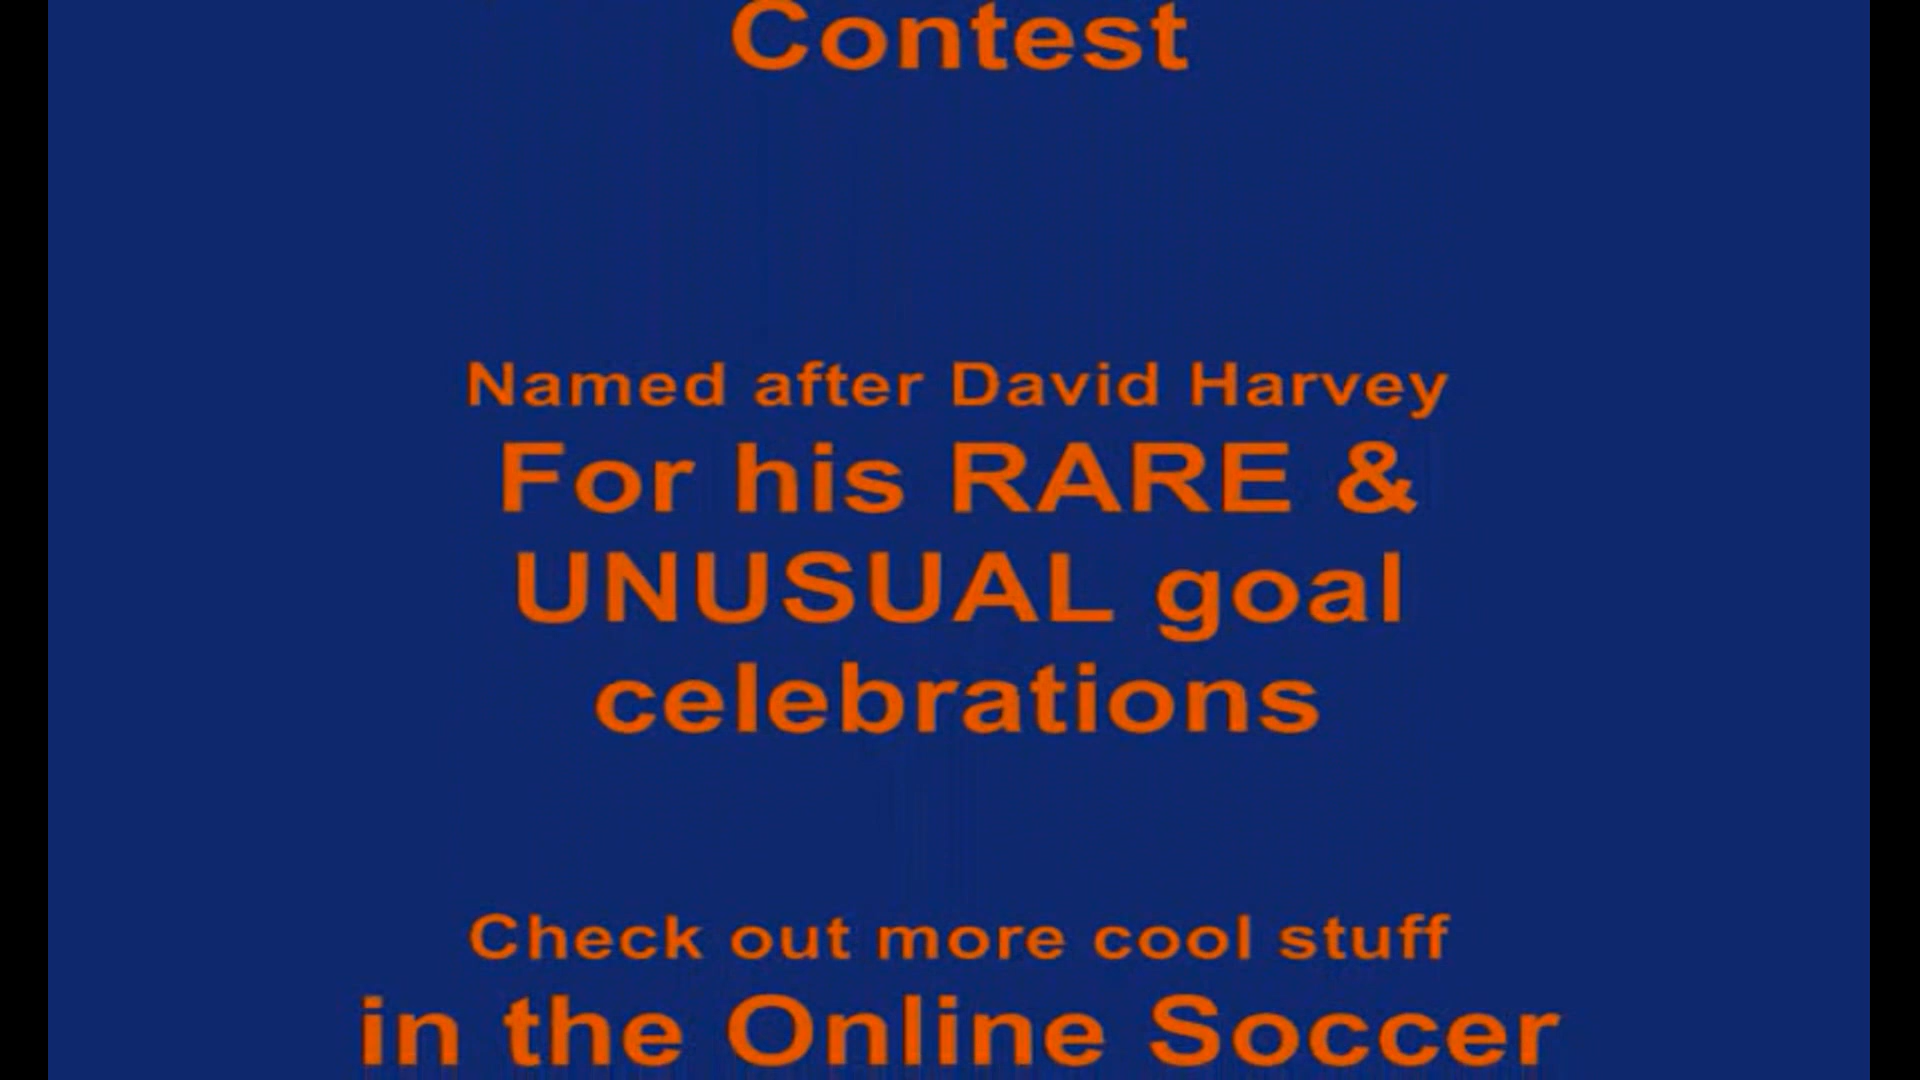 Contest
Named after David Harvey
For his RARE &
UNUSUAL goal
celebrations
Check out more cool stuff
in the Online Soccer